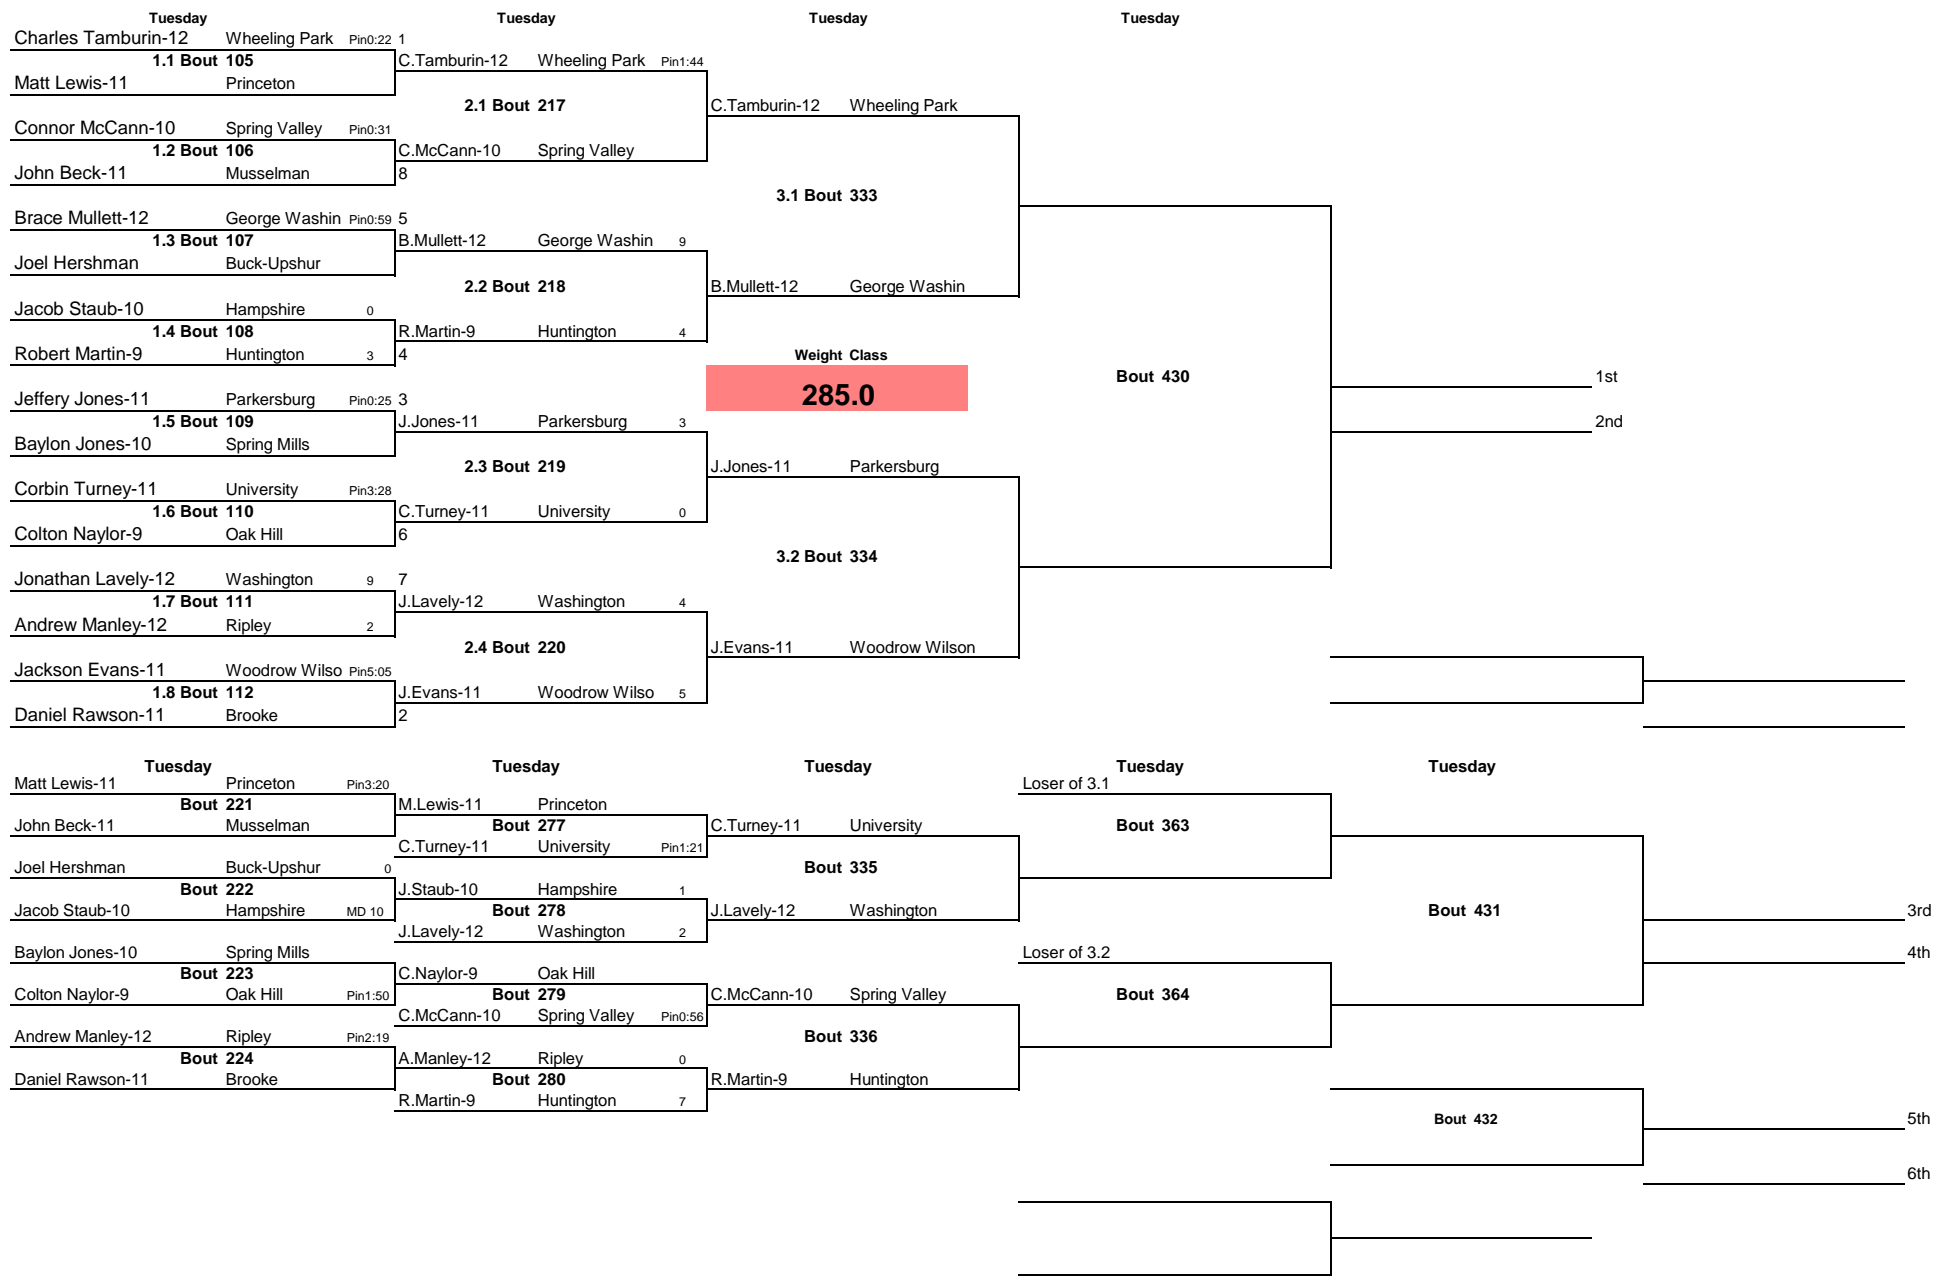 Tuesday Tuesday Tuesday Tuesday
Charles Tamburin-12 Wheeling Park Pin0:22 1
1.1 Bout 105 C.Tamburin-12 Wheeling Park Pin1:44
Matt Lewis-11 Princeton
2.1 Bout 217 C.Tamburin-12 Wheeling Park
Connor McCann-10 Spring Valley Pin0:31
1.2 Bout 106 C.McCann-10 Spring Valley
John Beck-11 Musselman 8
3.1 Bout 333
Brace Mullett-12 George Washin Pin0:59 5
1.3 Bout 107 B.Mullett-12 George Washin 9
Joel Hershman Buck-Upshur
2.2 Bout 218 B.Mullett-12 George Washin
Jacob Staub-10 Hampshire 0
1.4 Bout 108 R.Martin-9 Huntington 4
Robert Martin-9 Huntington 3 4 Weight Class
Bout 430 1st
285.0
Jeffery Jones-11 Parkersburg Pin0:25 3
1.5 Bout 109 J.Jones-11 Parkersburg 3 2nd
Baylon Jones-10 Spring Mills
2.3 Bout 219 J.Jones-11 Parkersburg
Corbin Turney-11 University Pin3:28
1.6 Bout 110 C.Turney-11 University 0
Colton Naylor-9 Oak Hill 6
3.2 Bout 334
Jonathan Lavely-12 Washington 9 7
1.7 Bout 111 J.Lavely-12 Washington 4
Andrew Manley-12 Ripley 2
2.4 Bout 220 J.Evans-11 Woodrow Wilson
Jackson Evans-11 Woodrow Wilso Pin5:05
1.8 Bout 112 J.Evans-11 Woodrow Wilso 5
Daniel Rawson-11 Brooke 2
Tuesday Tuesday Tuesday Tuesday Tuesday
Matt Lewis-11 Princeton Pin3:20 Loser of 3.1
Bout 221 M.Lewis-11 Princeton
John Beck-11 Musselman Bout 277 C.Turney-11 University Bout 363
C.Turney-11 University Pin1:21
Joel Hershman Buck-Upshur 0 Bout 335
Bout 222 J.Staub-10 Hampshire 1
Jacob Staub-10 Hampshire MD 10 Bout 278 J.Lavely-12 Washington Bout 431 3rd
J.Lavely-12 Washington 2
Baylon Jones-10 Spring Mills Loser of 3.2 4th
Bout 223 C.Naylor-9 Oak Hill
Colton Naylor-9 Oak Hill Pin1:50 Bout 279 C.McCann-10 Spring Valley Bout 364
C.McCann-10 Spring Valley Pin0:56
Andrew Manley-12 Ripley Pin2:19 Bout 336
Bout 224 A.Manley-12 Ripley 0
Daniel Rawson-11 Brooke Bout 280 R.Martin-9 Huntington
R.Martin-9 Huntington 7
Bout 432 5th
6th